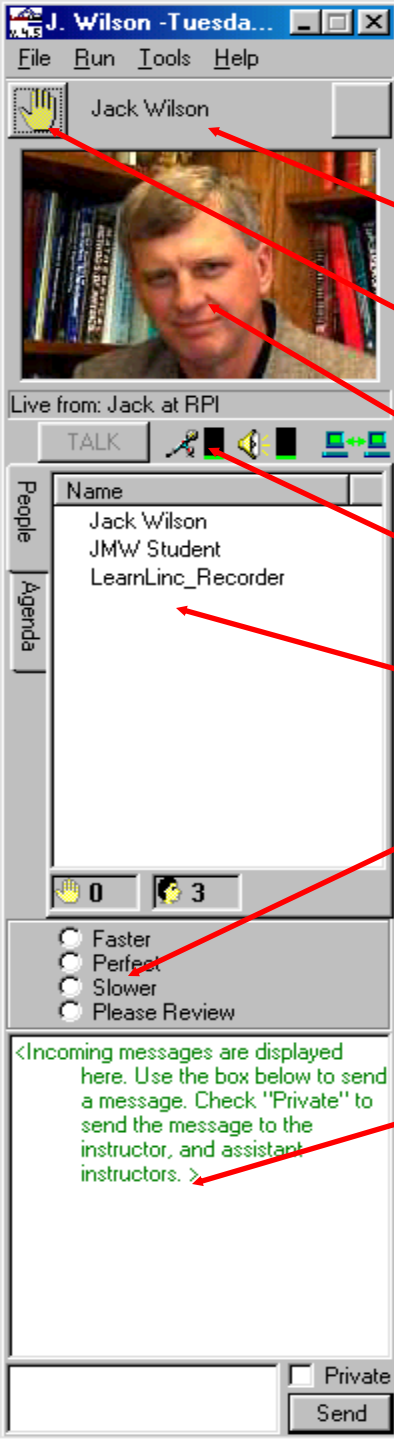 J. Wilson -Tuesda...
v.4.5
File Run Tools Help
Jack Wilson
Live from: Jack at RPI
TALK
People
Agenda
Name
Jack Wilson
JMW Student
LearnLinc_Recorder
0 3
Faster
Perfect
Slower
Please Review
<Incoming messages are displayed
here. Use the box below to send
a message. Check "Private" to
send the message to the
instructor, and assistant
instructors. >
Private
Send